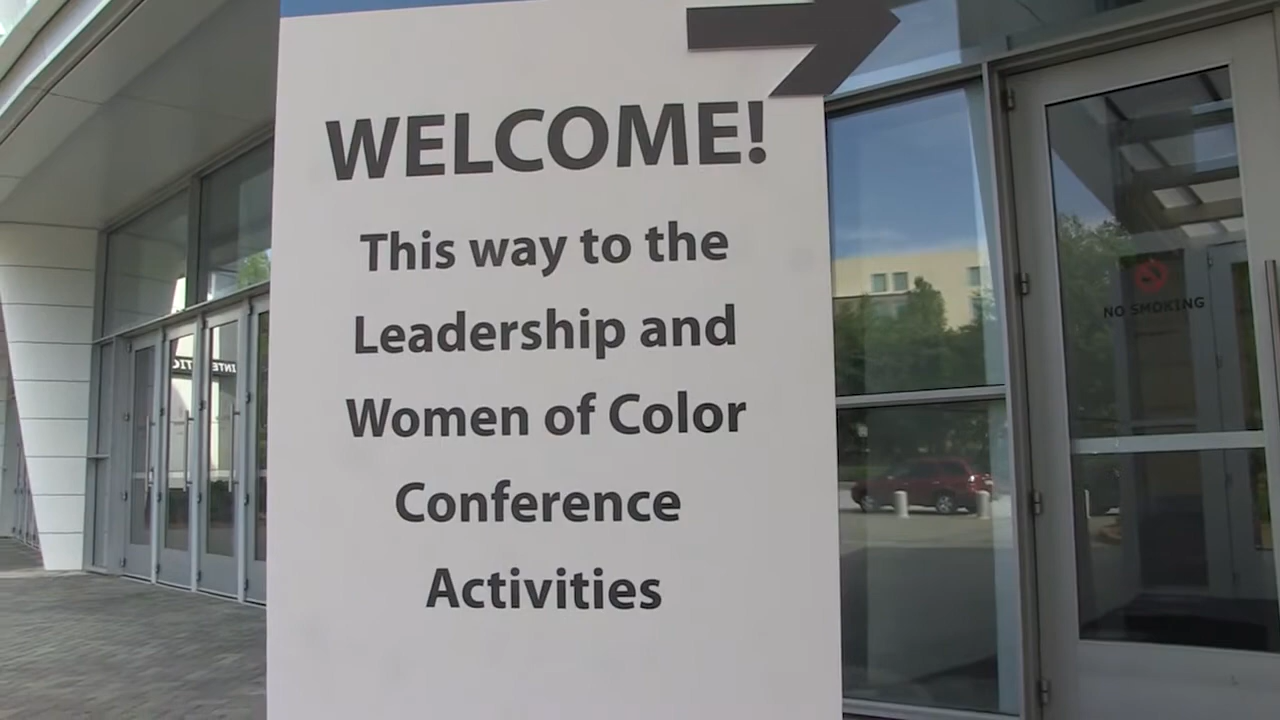 WELCOME!
This way to the
Leadership and
Women of Color
Conference
Activities
NO SMOKING